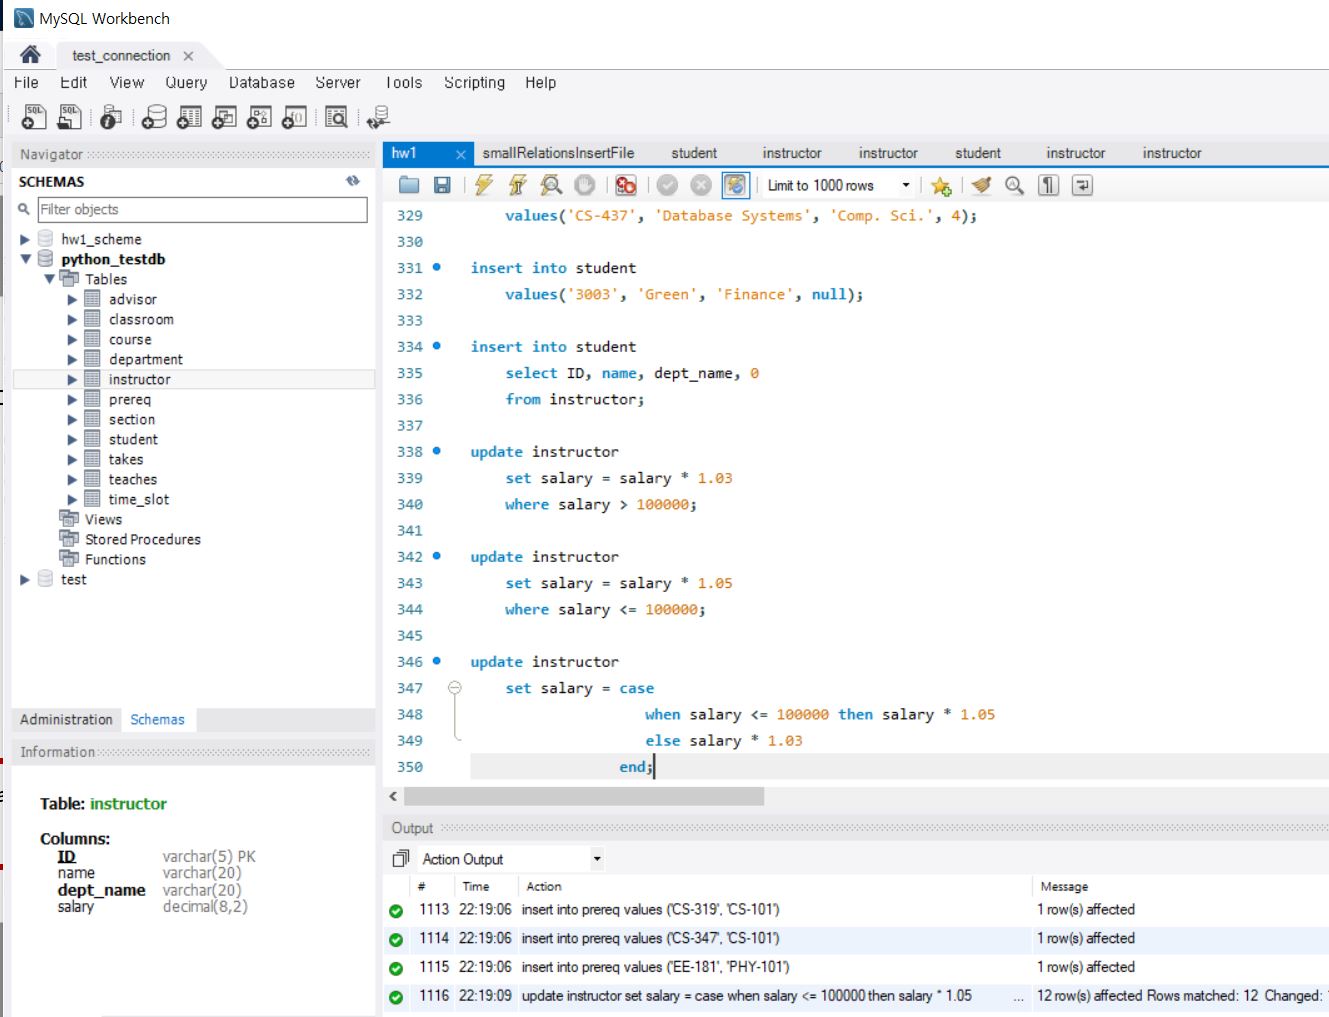 MySQL Workbench
test_connection
File Edit View Query Database Server Tools Scripting Help
Navigator
SCHEMAS
Filter objects
hw1_scheme
python_testdb
Tables
advisor
classroom
course
department
instructor
prereq
section
student
takes
teaches
time_slot
Views
Stored Procedures
Functions
test
Administration Schemas
Information
Table: instructor
Columns:
ID varchar(5) PK
name varchar(20)
dept_name varchar(20)
salary decimal(8,2)
hw1 smallRelationsInsertFile student instructor instructor student instructor instructor
Limit to 1000 rows
329 values('CS-437', 'Database Systems', 'Comp. Sci.', 4);
330
331 insert into student
332 values('3003', 'Green', 'Finance', null);
333
334 insert into student
335 select ID, name, dept_name, 0
336 from instructor;
337
338 update instructor
339 set salary = salary * 1.03
340 where salary > 100000;
341
342 update instructor
343 set salary = salary * 1.05
344 where salary <= 100000;
345
346 update instructor
347 set salary = case
348 when salary <= 100000 then salary * 1.05
349 else salary * 1.03
350 end;
Output
Action Output
# Time Action Message
1113 22:19:06 insert into prereq values ('CS-319', 'CS-101') 1 row(s) affected
1114 22:19:06 insert into prereq values ('CS-347', 'CS-101') 1 row(s) affected
1115 22:19:06 insert into prereq values ('EE-181', 'PHY-101') 1 row(s) affected
1116 22:19:09 update instructor set salary = case when salary <= 100000 then salary * 1.05 ... 12 row(s) affected Rows matched: 12 Changed: